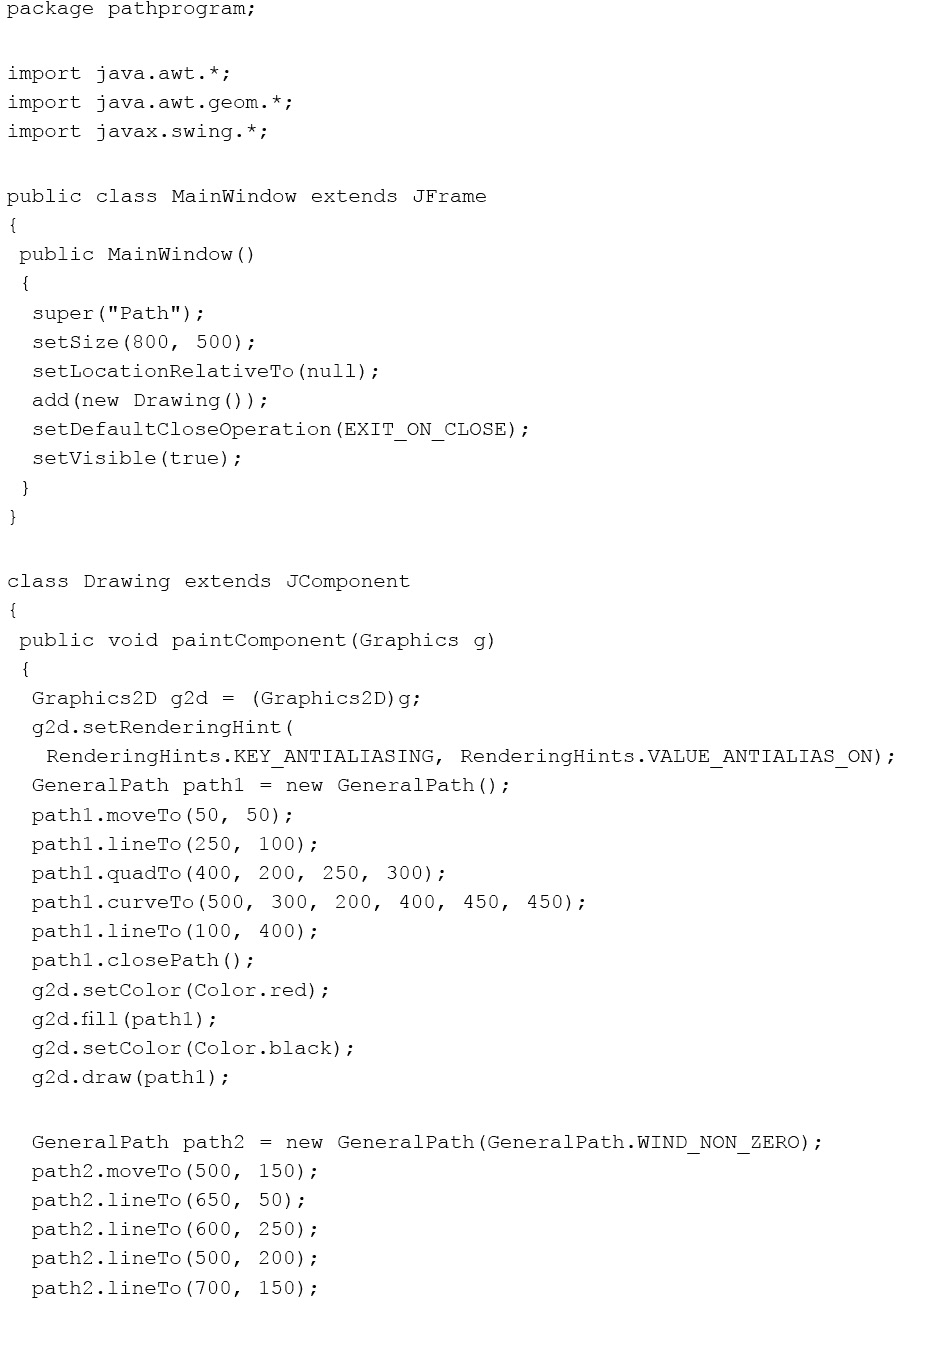 package pathprogram;
import java.awt.*;
import java.awt.geom.*;
import javax.swing.*;
public class MainWindow extends JFrame
{
public MainWindow()
{
super("Path");
setSize(800, 500);
setLocationRelativeTo(null);
add(new Drawing());
setDefaultCloseOperation(EXIT_ON_CLOSE);
setVisible(true);
}
}
class Drawing extends JComponent
{
public void paintComponent(Graphics g)
{
Graphics2D g2d = (Graphics2D)g;
g2d.setRenderingHint(
RenderingHints.KEY_ANTIALIASING, RenderingHints.VALUE_ANTIALIAS_ON);
GeneralPath path1 = new GeneralPath();
path1.moveTo(50, 50);
path1.lineTo(250, 100);
path1.quadTo(400, 200, 250, 300);
path1.curveTo(500, 300, 200, 400, 450, 450);
path1.lineTo(100, 400);
path1.closePath();
g2d.setColor(Color.red);
g2d.fill(path1);
g2d.setColor(Color.black);
g2d.draw(path1);
GeneralPath path2 = new GeneralPath(GeneralPath.WIND_NON_ZERO);
path2.moveTo(500, 150);
path2.lineTo(650, 50);
path2.lineTo(600, 250);
path2.lineTo(500, 200);
path2.lineTo(700, 150);